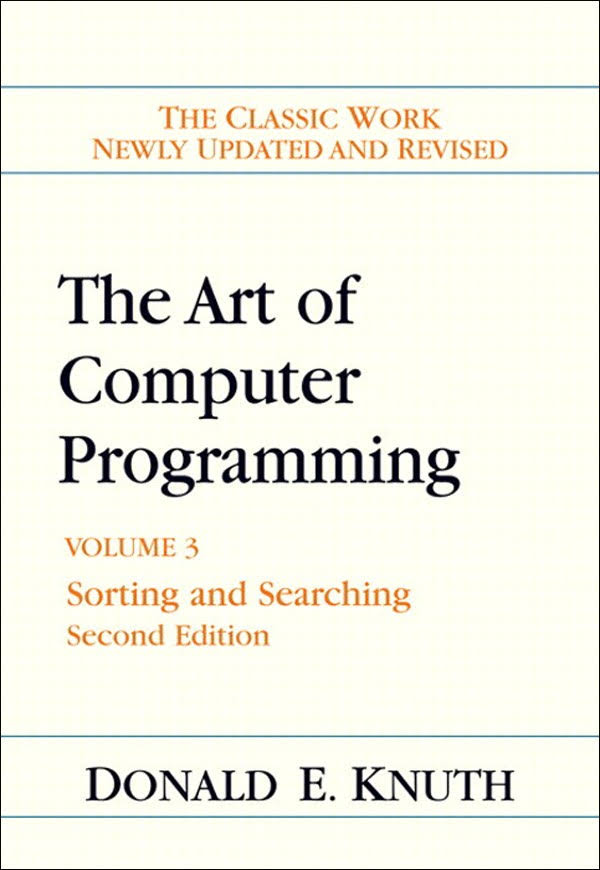 THE CLASSIC WORK
NEWLY UPDATED AND REVISED
The Art of
Computer
Programming
VOLUME 3
Sorting and Searching
Second Edition
DONALD E. KNUTH